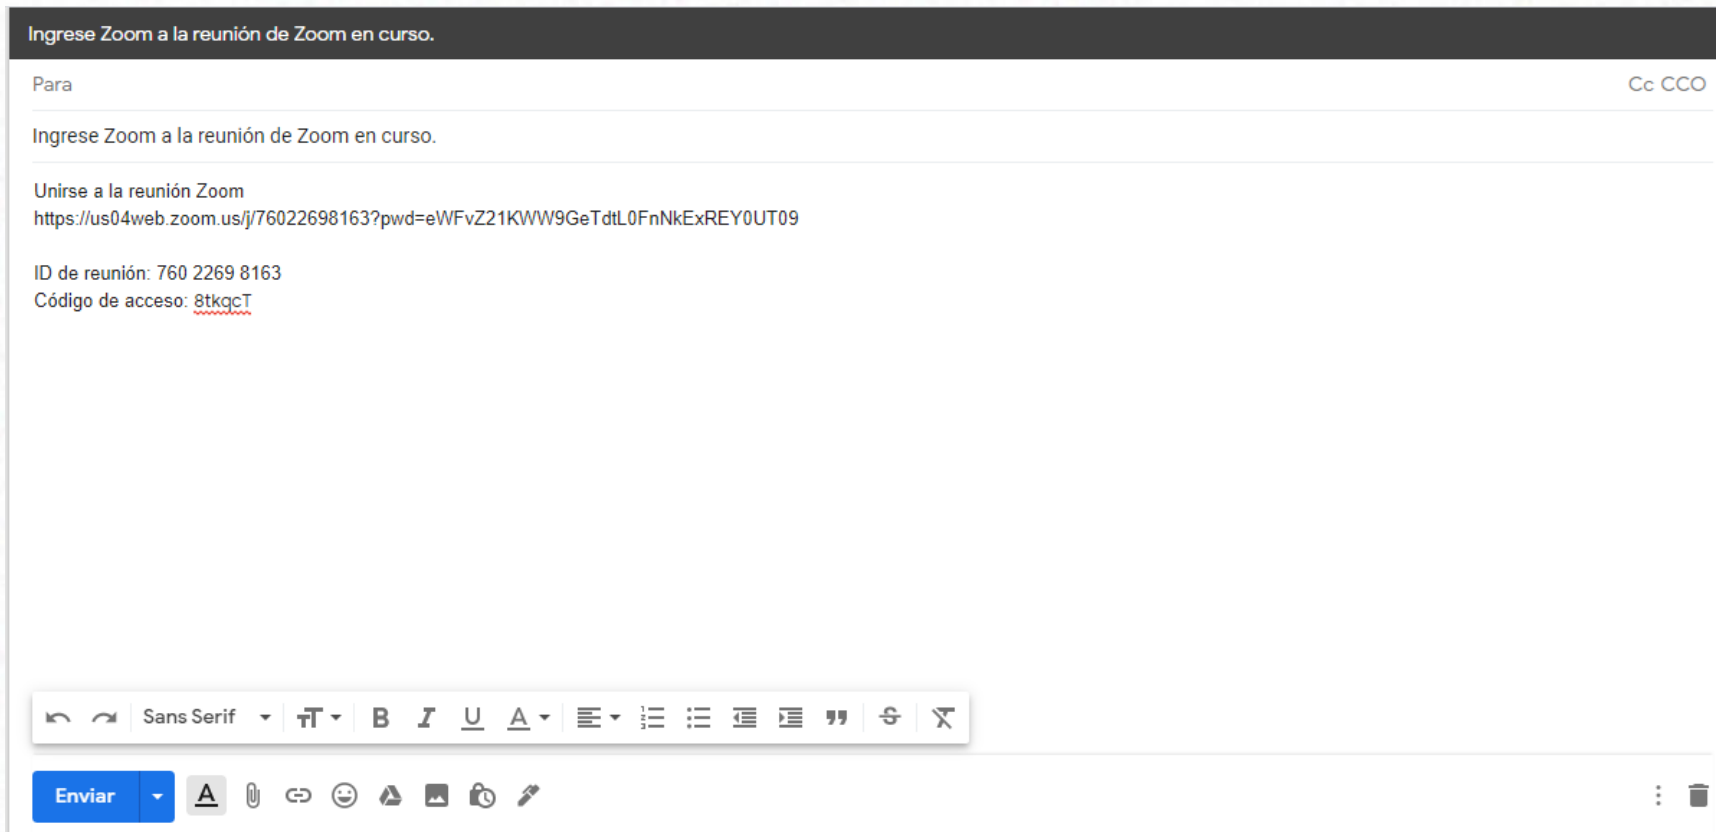 Ingrese Zoom a la reunión de Zoom en curso.
Para
Cc CCO
Ingrese Zoom a la reunión de Zoom en curso.
Unirse a la reunión Zoom
https://us04web.zoom.us/j/76022698163?pwd=eWFvZ21KWW9GeTdtL0FnNkExREY0UT09
ID de reunión: 760 2269 8163
Código de acceso: 8tkqcT
Sans Serif
Enviar